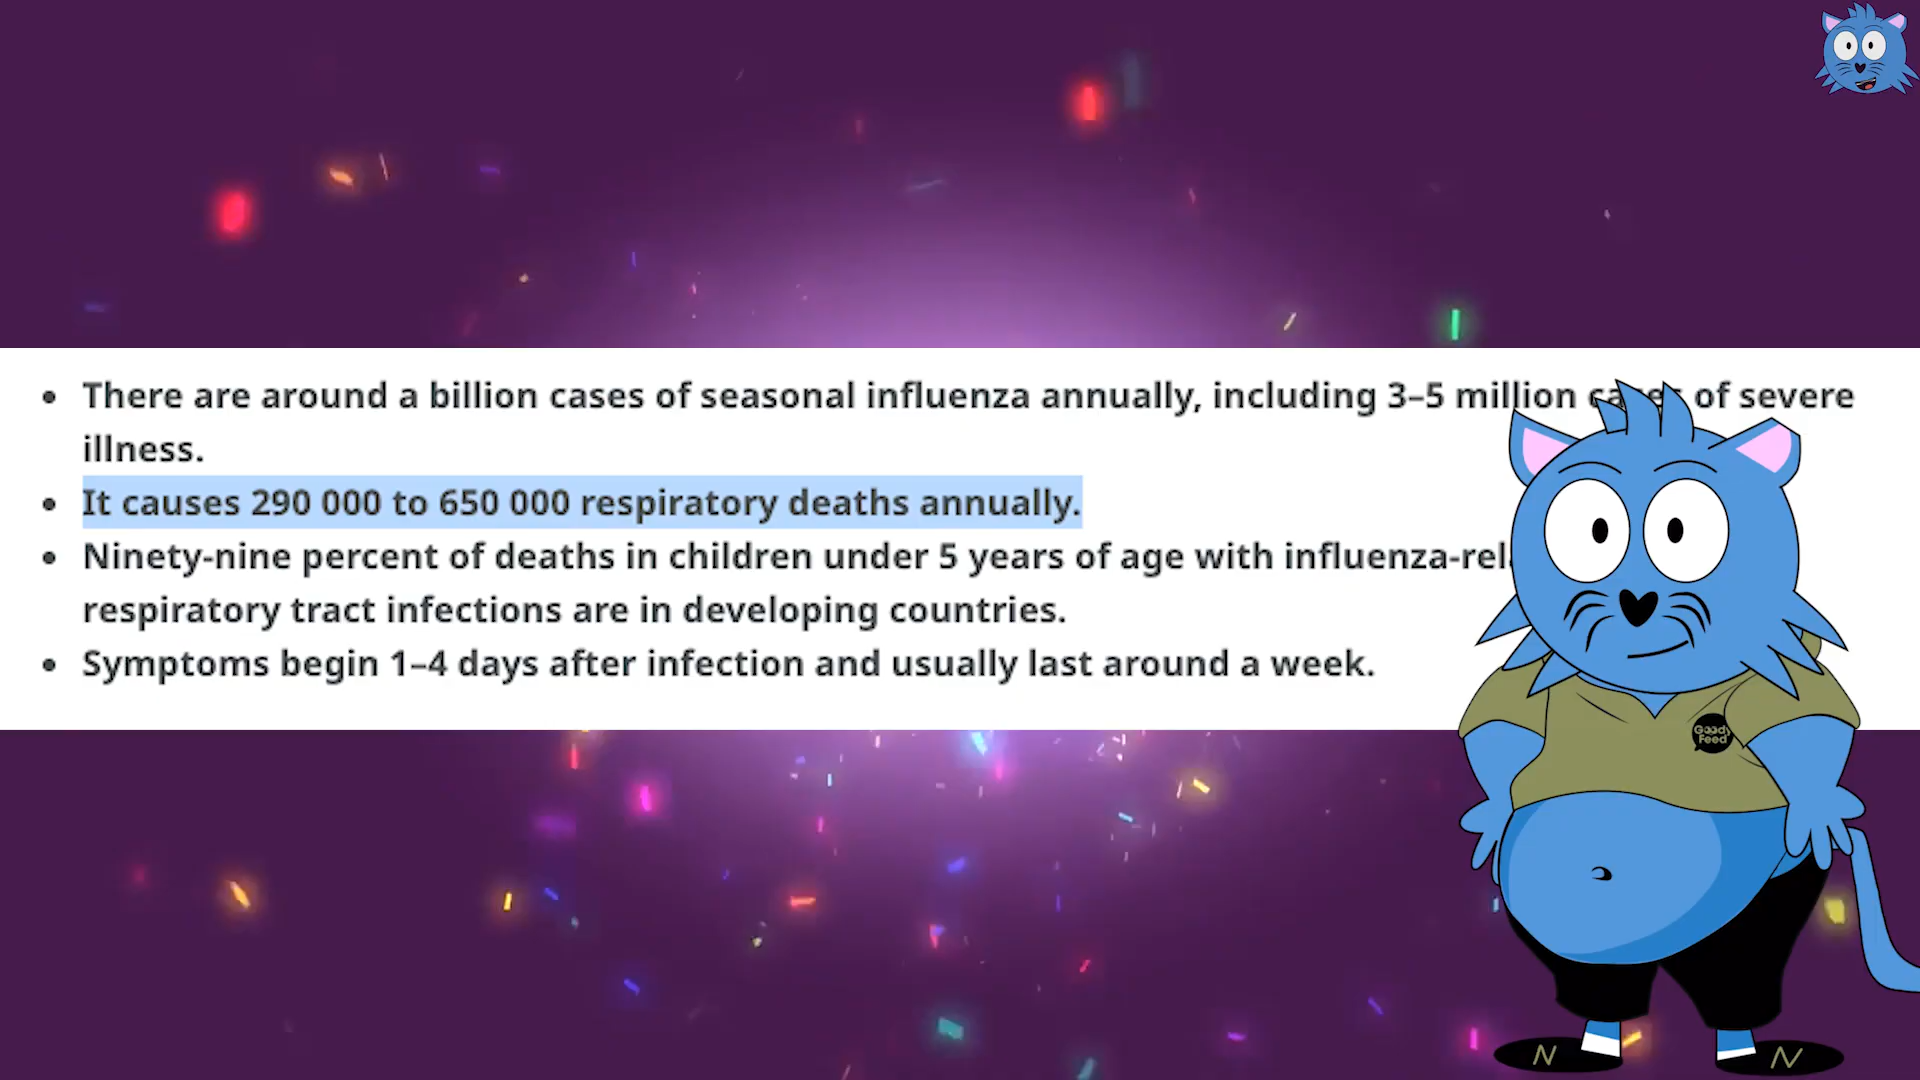 There are around a billion cases of seasonal influenza annually, including 3–5 million cases of severe
illness.
It causes 290 000 to 650 000 respiratory deaths annually.
Ninety-nine percent of deaths in children under 5 years of age with influenza-
respiratory tract infections are in developing countries.
Symptoms begin 1–4 days after infection and usually last around a week.
Goody
Feed
N N